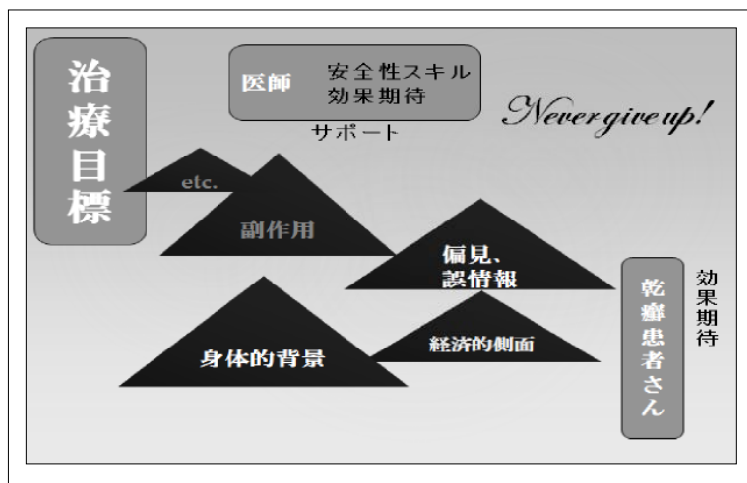 治療目標
医師
安全性スキル
効果期待
サポート
Never give up!
etc.
副作用
偏見、
誤情報
身体的背景
経済的側面
乾癬患者さん
効果期待